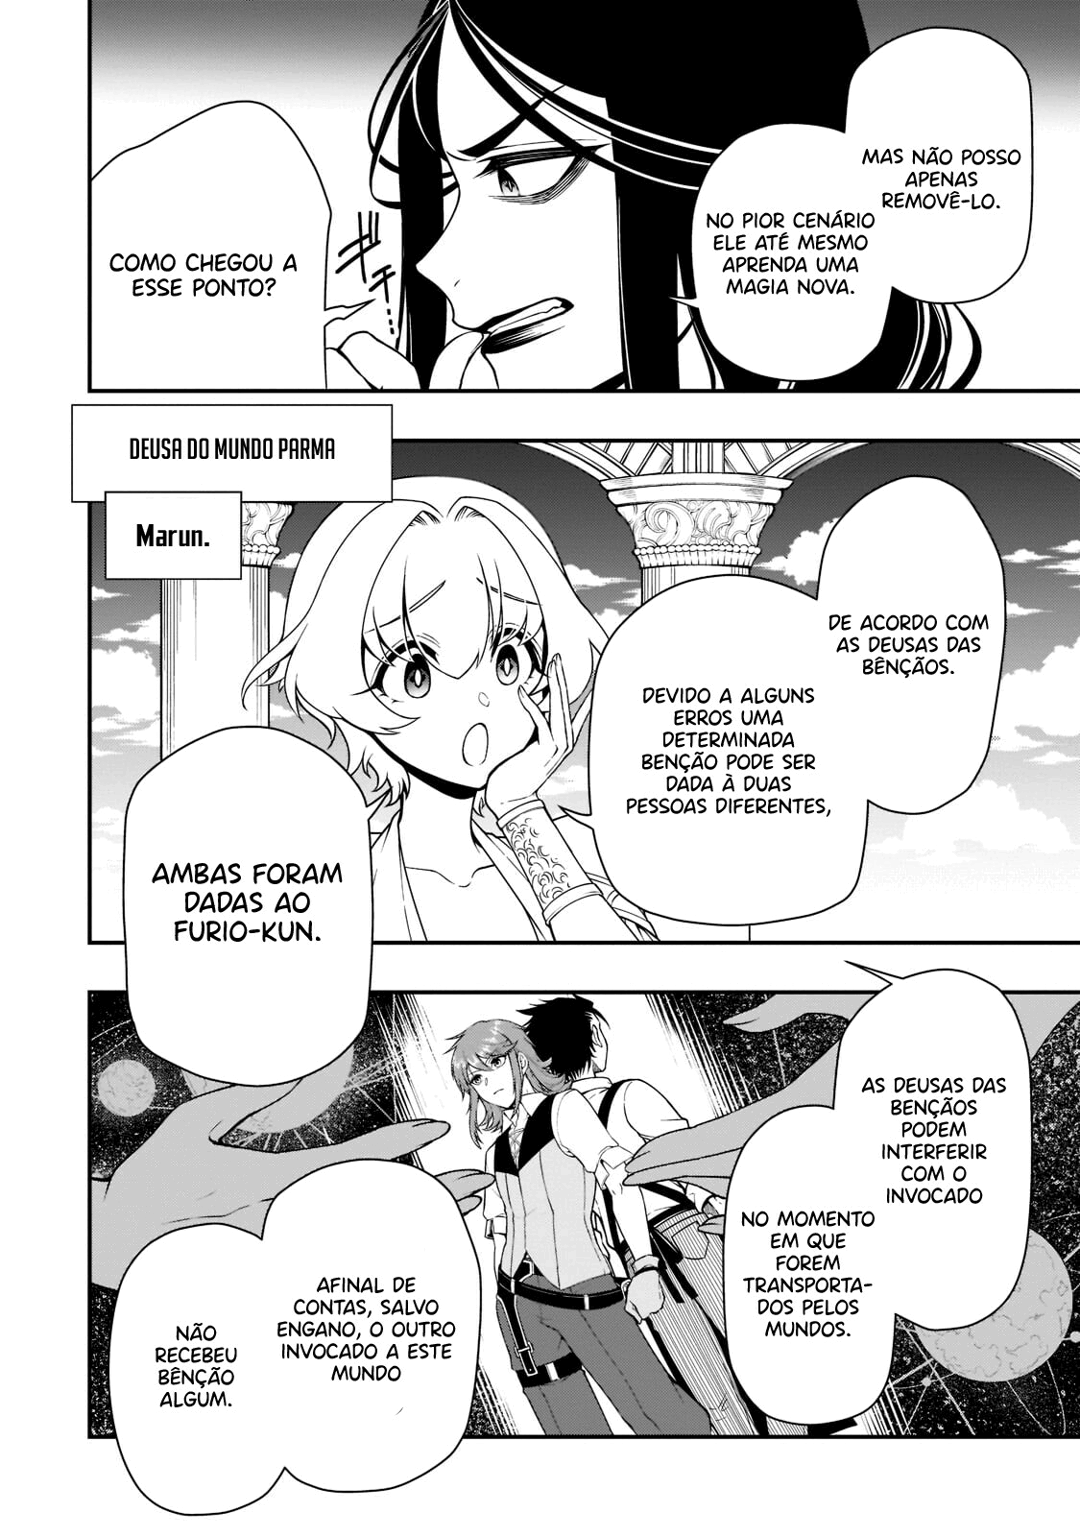 MAS NÃO POSSO
APENAS
REMOVÊ-LO.
NO PIOR CENÁRIO
ELE ATÉ MESMO
APRENDA UMA
MAGIA NOVA.
COMO CHEGOU A
ESSE PONTO?
DEUSA DO MUNDO PARMA
Marun.
DE ACORDO COM
AS DEUSAS DAS
BÊNÇÃOS.
DEVIDO A ALGUNS
ERROS UMA
DETERMINADA
BENÇÃO PODE SER
DADA À DUAS
PESSOAS DIFERENTES,
AMBAS FORAM
DADAS AO
FURIO-KUN.
AS DEUSAS DAS
BENÇÃOS
PODEM
INTERFERIR
COM O
INVOCADO
NO MOMENTO
EM QUE
FOREM
TRANSPORTA-
DOS PELOS
MUNDOS.
AFINAL DE
CONTAS, SALVO
ENGANO, O OUTRO
INVOCADO A ESTE
MUNDO
NÃO
RECEBEU
BÊNÇÃO
ALGUM.